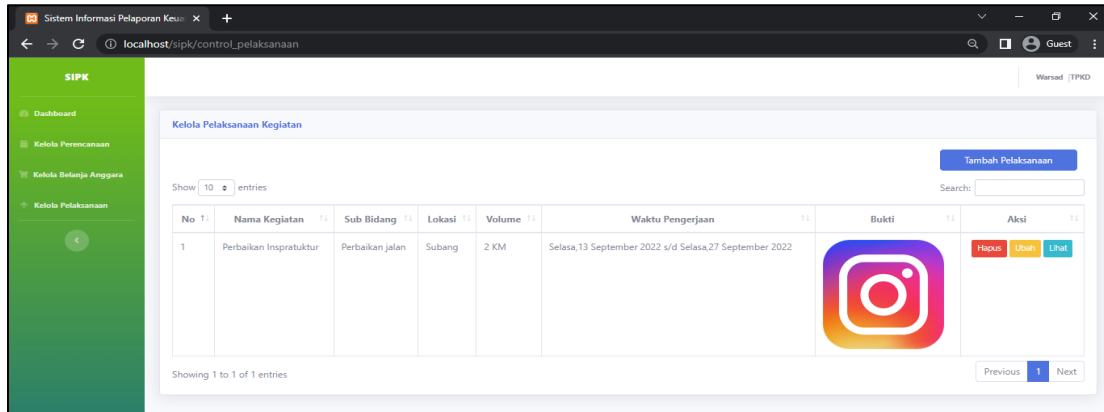 Sistem Informasi Pelaporan Keua
localhost/sipk/control_pelaksanaan
Guest
SIPK
Warsad |TPKD
Dashboard
Kelola Perencanaan
Kelola Belanja Anggara
Kelola Pelaksanaan
Kelola Pelaksanaan Kegiatan
Tambah Pelaksanaan
Show 10 entries
Search:
No Nama Kegiatan Sub Bidang Lokasi Volume Waktu Pengerjaan Bukti Aksi
1 Perbaikan Inspratuktur Perbaikan jalan Subang 2 KM Selasa,13 September 2022 s/d Selasa,27 September 2022 Hapus Ubah Lihat
Showing 1 to 1 of 1 entries
Previous 1 Next